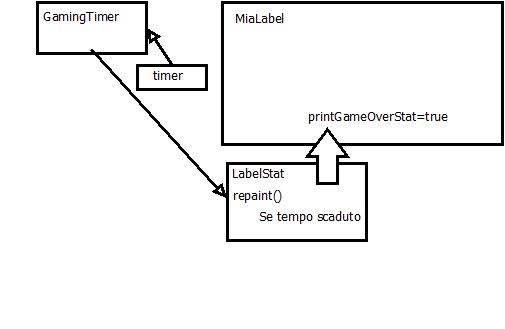 GamingTimer
MiaLabel
timer
printGameOverStat=true
LabelStat
repaint()
Se tempo scaduto